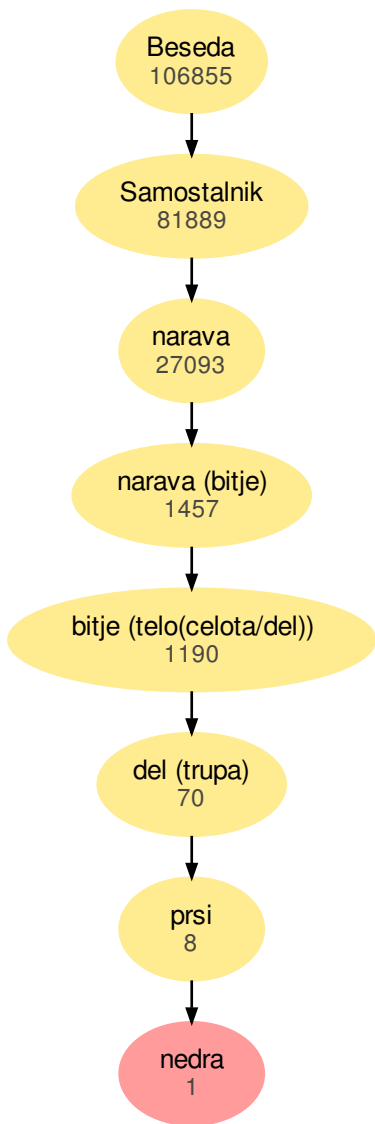 Beseda
106855
Samostalnik
81889
narava
27093
narava (bitje)
1457
bitje (telo(celota/del))
1190
del (trupa)
70
prsi
8
nedra
1